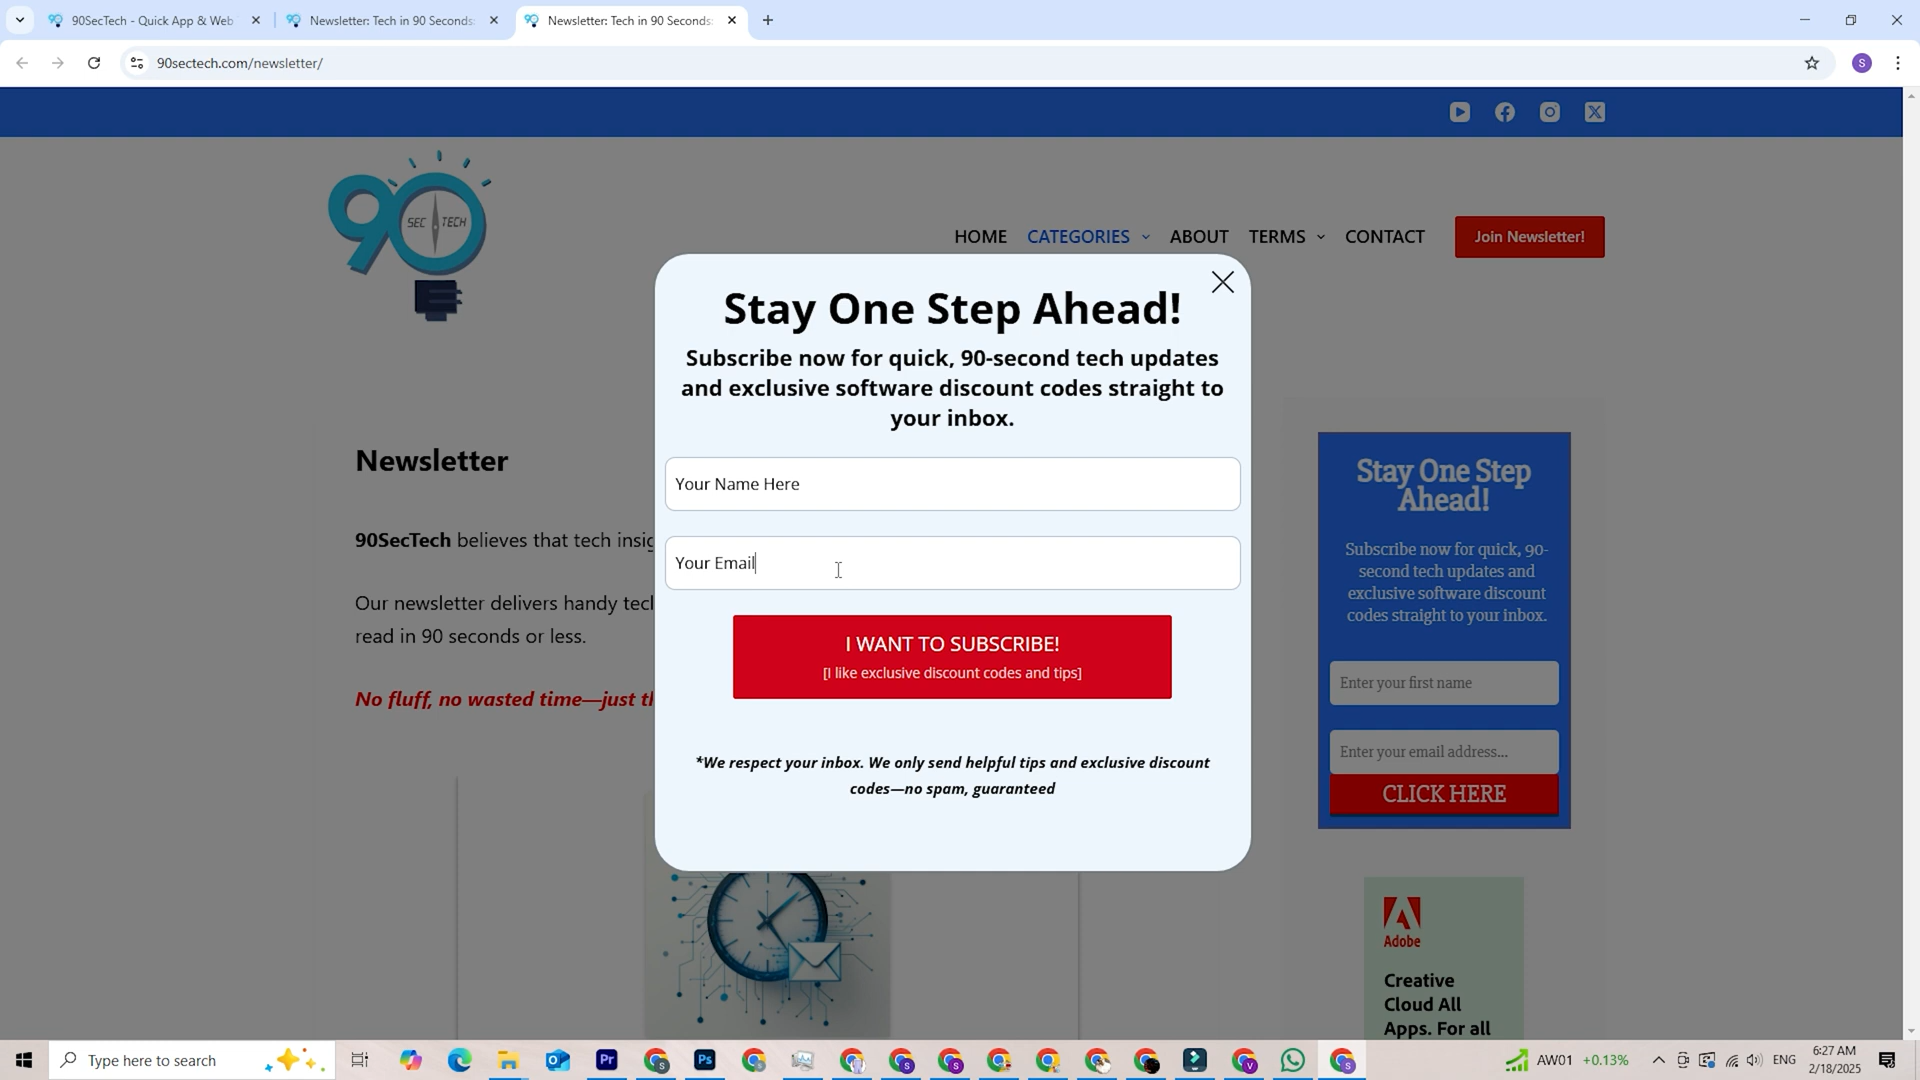 90SecTech - Quick App & Web
Newsletter: Tech in 90 Seconds:
Newsletter: Tech in 90 Seconds:
90sectech.com/newsletter/
S
90
SEC TECH
HOME
CATEGORIES
ABOUT
TERMS
CONTACT
Join Newsletter!
Stay One Step Ahead!
Subscribe now for quick, 90-second tech updates
and exclusive software discount codes straight to
your inbox.
Your Name Here
Your Email
I WANT TO SUBSCRIBE!
[I like exclusive discount codes and tips]
*We respect your inbox. We only send helpful tips and exclusive discount
codes—no spam, guaranteed
Newsletter
90SecTech believes that tech
Our newsletter delivers handy
read in 90 seconds or less.
No fluff, no wasted time—just
Stay One Step
Ahead!
Subscribe now for quick, 90-
second tech updates and
exclusive software discount
codes straight to your inbox.
Enter your first name
Enter your email address...
CLICK HERE
Adobe
Creative
Cloud All
Apps. For all
Type here to search
Pr
Ps
AW01 +0.13%
ENG
6:27 AM
2/18/2025